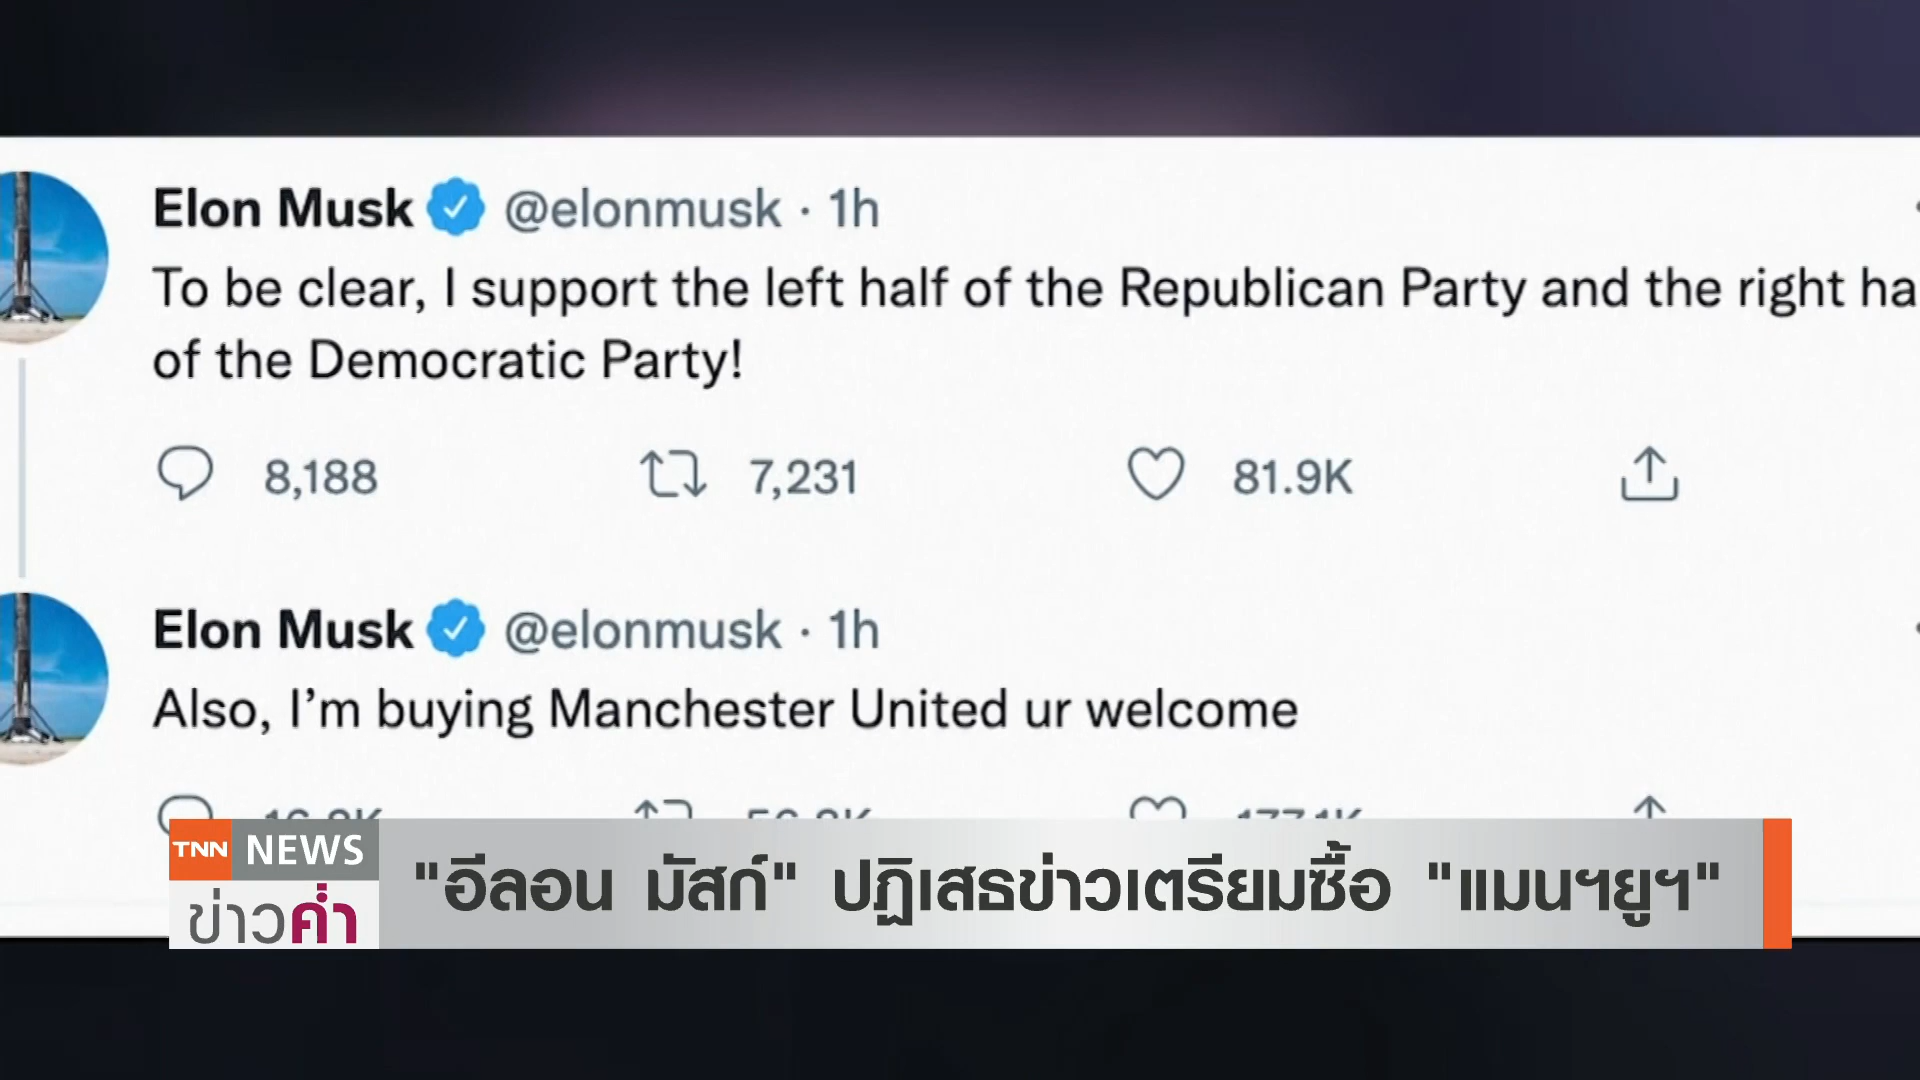 Elon Musk @elonmusk · 1h
To be clear, I support the left half of the Republican Party and the right ha
of the Democratic Party!
8,188 7,231 81.9K
Elon Musk @elonmusk · 1h
Also, I'm buying Manchester United ur welcome
TNN NEWS
ข่าวค่ำ
"อีลอน มัสก์" ปฏิเสธข่าวเตรียมซื้อ "แมนฯยูฯ"